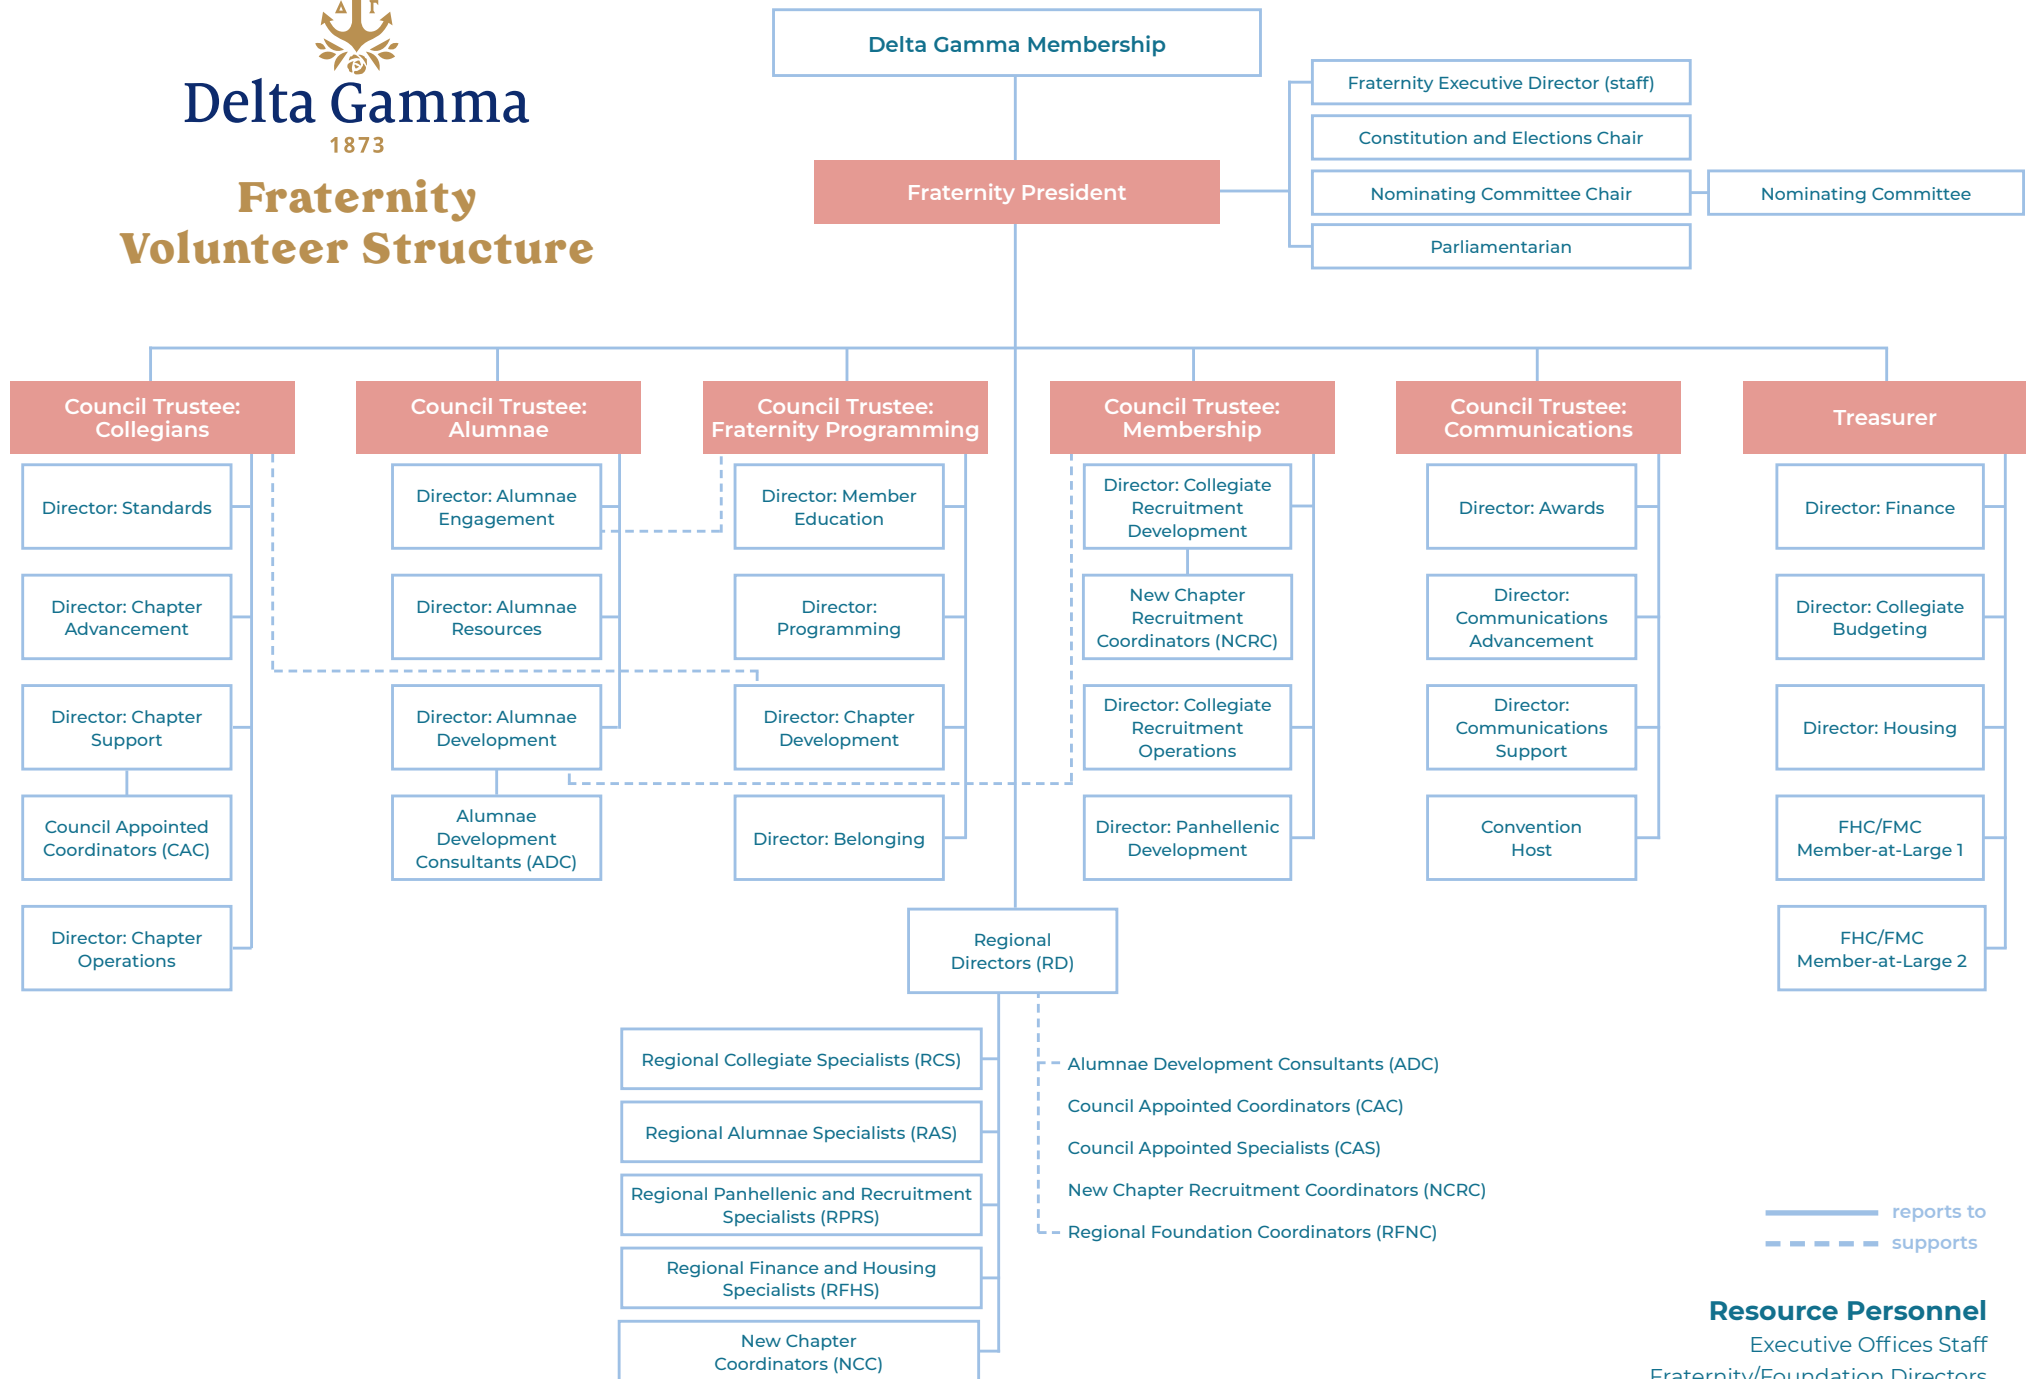 Δ Γ
Delta Gamma
1873
Fraternity
Volunteer Structure
Delta Gamma Membership
Fraternity President
Fraternity Executive Director (staff)
Constitution and Elections Chair
Nominating Committee Chair
Nominating Committee
Parliamentarian
Council Trustee:
Collegians
Director: Standards
Director: Chapter
Advancement
Director: Chapter
Support
Council Appointed
Coordinators (CAC)
Director: Chapter
Operations
Council Trustee:
Alumnae
Director: Alumnae
Engagement
Director: Alumnae
Resources
Director: Alumnae
Development
Alumnae
Development
Consultants (ADC)
Council Trustee:
Fraternity Programming
Director: Member
Education
Director:
Programming
Director: Chapter
Development
Director: Belonging
Council Trustee:
Membership
Director: Collegiate
Recruitment
Development
New Chapter
Recruitment
Coordinators (NCRC)
Director: Collegiate
Recruitment
Operations
Director: Panhellenic
Development
Council Trustee:
Communications
Director: Awards
Director:
Communications
Advancement
Director:
Communications
Support
Convention
Host
Treasurer
Director: Finance
Director: Collegiate
Budgeting
Director: Housing
FHC/FMC
Member-at-Large 1
FHC/FMC
Member-at-Large 2
Regional
Directors (RD)
Regional Collegiate Specialists (RCS)
Regional Alumnae Specialists (RAS)
Regional Panhellenic and Recruitment
Specialists (RPRS)
Regional Finance and Housing
Specialists (RFHS)
New Chapter
Coordinators (NCC)
Alumnae Development Consultants (ADC)
Council Appointed Coordinators (CAC)
Council Appointed Specialists (CAS)
New Chapter Recruitment Coordinators (NCRC)
Regional Foundation Coordinators (RFNC)
reports to
supports
Resource Personnel
Executive Offices Staff
Fraternity/Foundation Directors